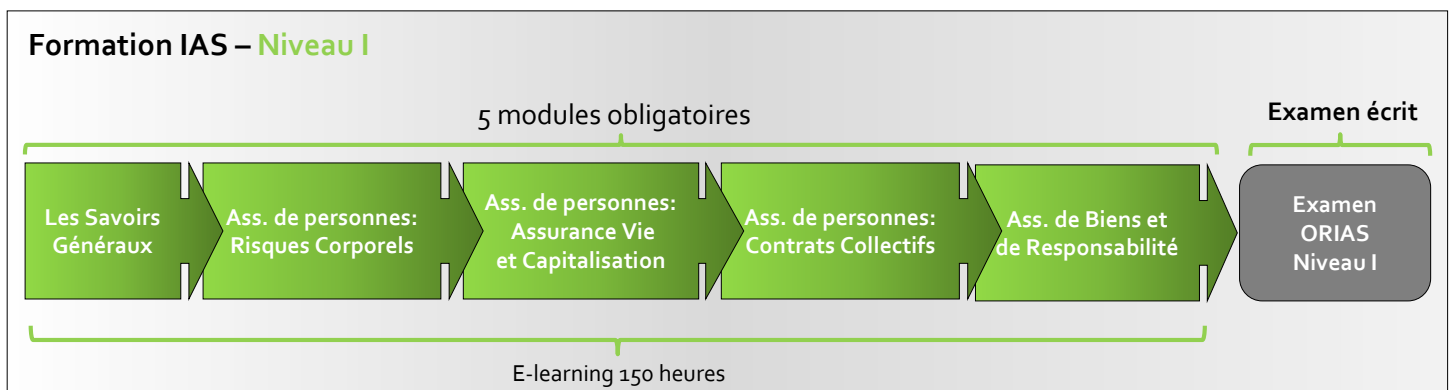 Formation IAS – Niveau I
5 modules obligatoires
Examen écrit
Les Savoirs
Généraux
Ass. de personnes:
Risques Corporels
Ass. de personnes:
Assurance Vie
et Capitalisation
Ass. de personnes:
Contrats Collectifs
Ass. de Biens et
de Responsabilité
Examen
ORIAS
Niveau I
E-learning 150 heures